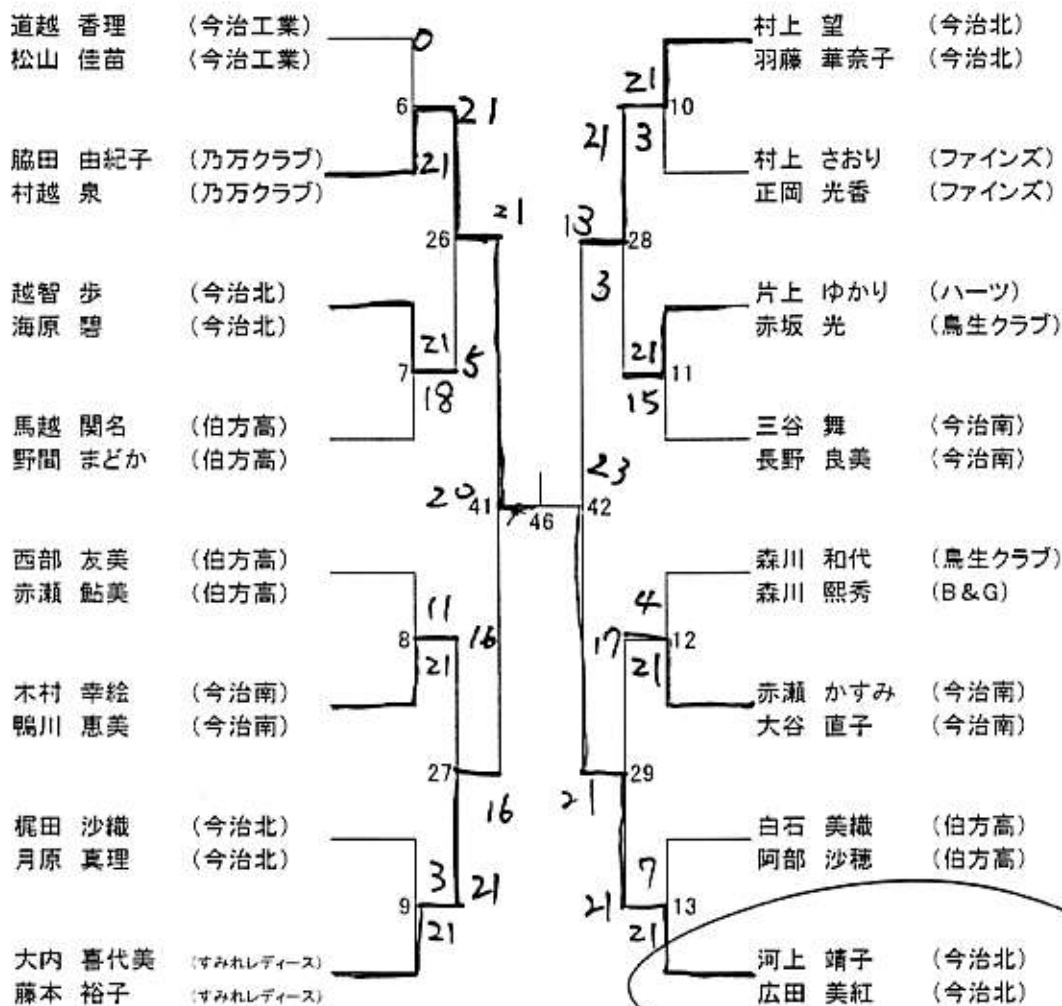 道越 香理 (今治工業)
松山 佳苗 (今治工業)
0
6
21
脇田 由紀子 (乃万クラブ)
村越 泉 (乃万クラブ)
21
26
21
越智 歩 (今治北)
海原 碧 (今治北)
7
21
5
18
馬越 関名 (伯方高)
野間 まどか (伯方高)
20
41
46
西部 友美 (伯方高)
赤瀬 鮎美 (伯方高)
8
11
16
21
木村 幸絵 (今治南)
鴨川 恵美 (今治南)
27
16
梶田 沙織 (今治北)
月原 真理 (今治北)
9
3
21
21
大内 喜代美 (すみれレディース)
藤本 裕子 (すみれレディース)
村上 望 (今治北)
羽藤 華奈子 (今治北)
21
10
21
3
村上 さおり (ファインズ)
正岡 光香 (ファインズ)
13
28
3
片上 ゆかり (ハーツ)
赤坂 光 (鳥生クラブ)
21
11
15
三谷 舞 (今治南)
長野 良美 (今治南)
23
42
森川 和代 (鳥生クラブ)
森川 熙秀 (B&G)
4
17
12
21
赤瀬 かすみ (今治南)
大谷 直子 (今治南)
29
21
白石 美織 (伯方高)
阿部 沙穂 (伯方高)
7
21
13
21
河上 靖子 (今治北)
広田 美紅 (今治北)